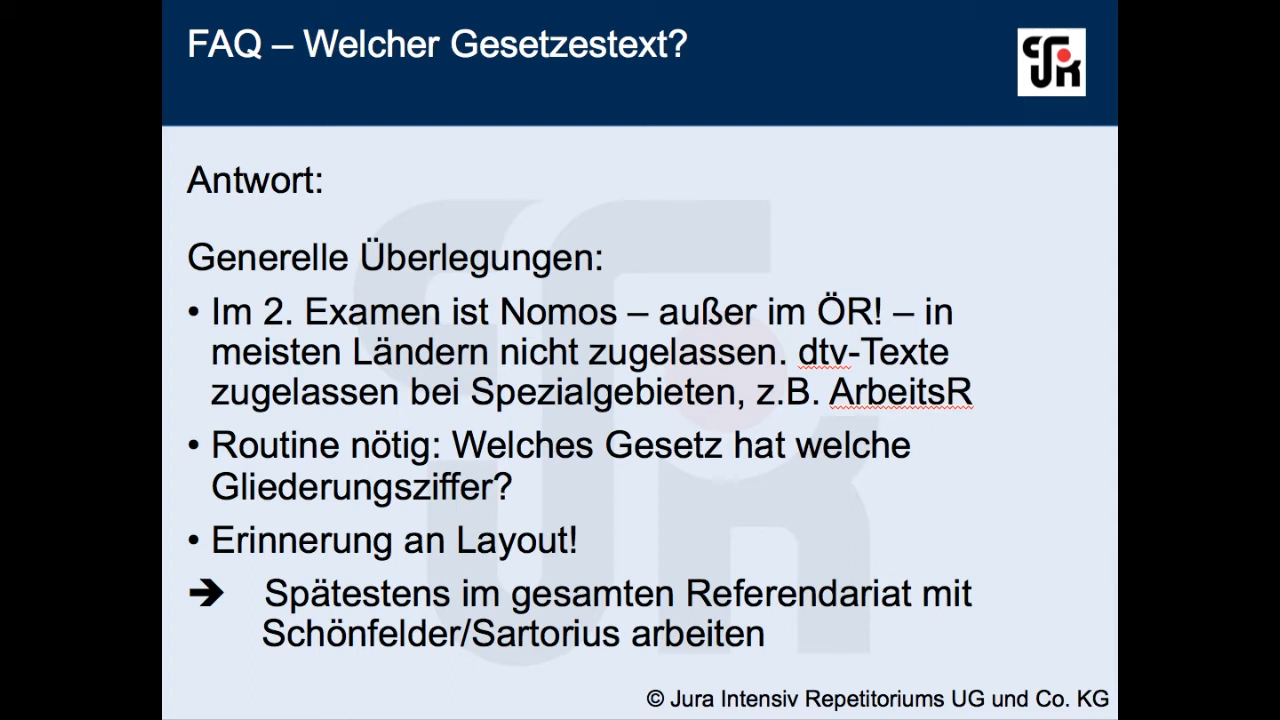 FAQ – Welcher Gesetzestext?
Antwort:
Generelle Überlegungen:
• Im 2. Examen ist Nomos – außer im ÖR! – in
meisten Ländern nicht zugelassen. dtv-Texte
zugelassen bei Spezialgebieten, z.B. ArbeitsR
• Routine nötig: Welches Gesetz hat welche
Gliederungsziffer?
• Erinnerung an Layout!
➔ Spätestens im gesamten Referendariat mit
Schönfelder/Sartorius arbeiten
© Jura Intensiv Repetitoriums UG und Co. KG